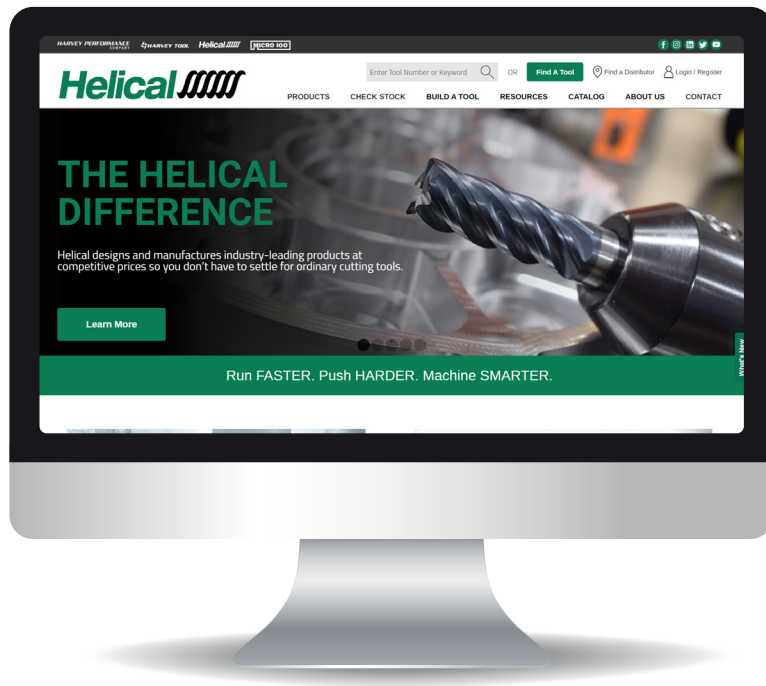 HARVEY PERFORMANCE COMPANY HARVEY TOOL Helical MICRO 100
Enter Tool Number or Keyword OR Find A Tool Find a Distributor Login / Register
Helical
PRODUCTS CHECK STOCK BUILD A TOOL RESOURCES CATALOG ABOUT US CONTACT
THE HELICAL
DIFFERENCE
Helical designs and manufactures industry-leading products at
competitive prices so you don't have to settle for ordinary cutting tools.
Learn More
What's New
Run FASTER. Push HARDER. Machine SMARTER.